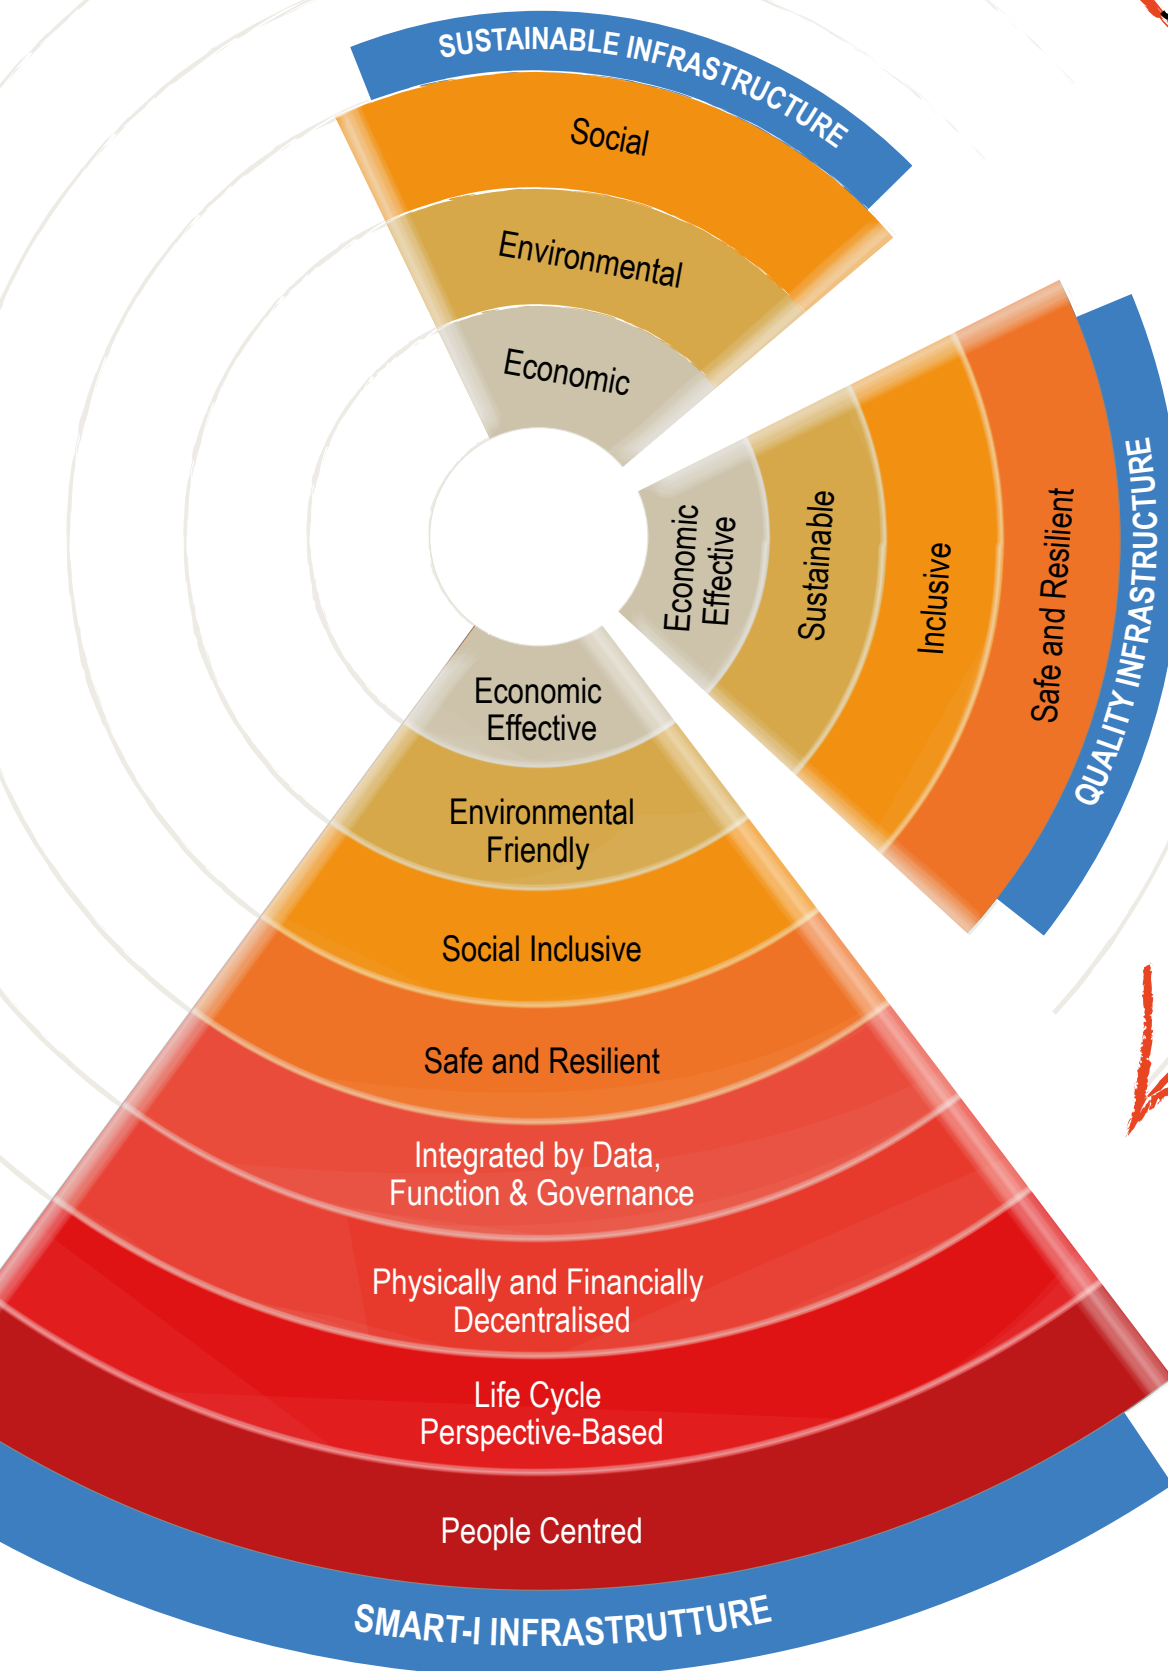 SUSTAINABLE INFRASTRUCTURE
Social
Environmental
Economic
QUALITY INFRASTRUCTURE
Economic
Effective
Sustainable
Inclusive
Safe and Resilient
Economic
Effective
Environmental
Friendly
Social Inclusive
Safe and Resilient
Integrated by Data,
Function & Governance
Physically and Financially
Decentralised
Life Cycle
Perspective-Based
People Centred
SMART-I INFRASTRUTTURE